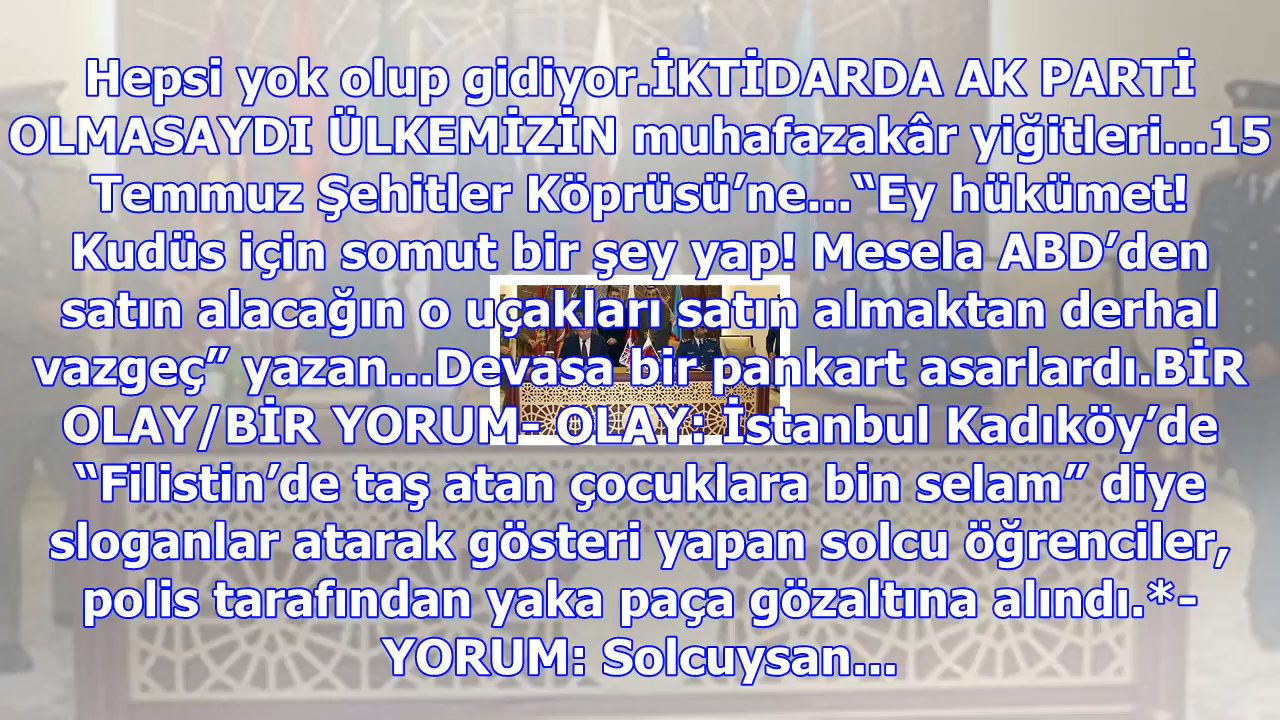 Hepsi yok olup gidiyor.İKTİDARDA AK PARTİ
OLMASAYDI ÜLKEMİZİN muhafazakâr yiğitleri...15
Temmuz Şehitler Köprüsü’ne...“Ey hükümet!
Kudüs için somut bir şey yap! Mesela ABD’den
satın alacağın o uçakları satın almaktan derhal
vazgeç” yazan...Devasa bir pankart asarlardı.BİR
OLAY/BİR YORUM- OLAY: İstanbul Kadıköy’de
“Filistin’de taş atan çocuklara bin selam” diye
sloganlar atarak gösteri yapan solcu öğrenciler,
polis tarafından yaka paça gözaltına alındı.*-
YORUM: Solcuysan...